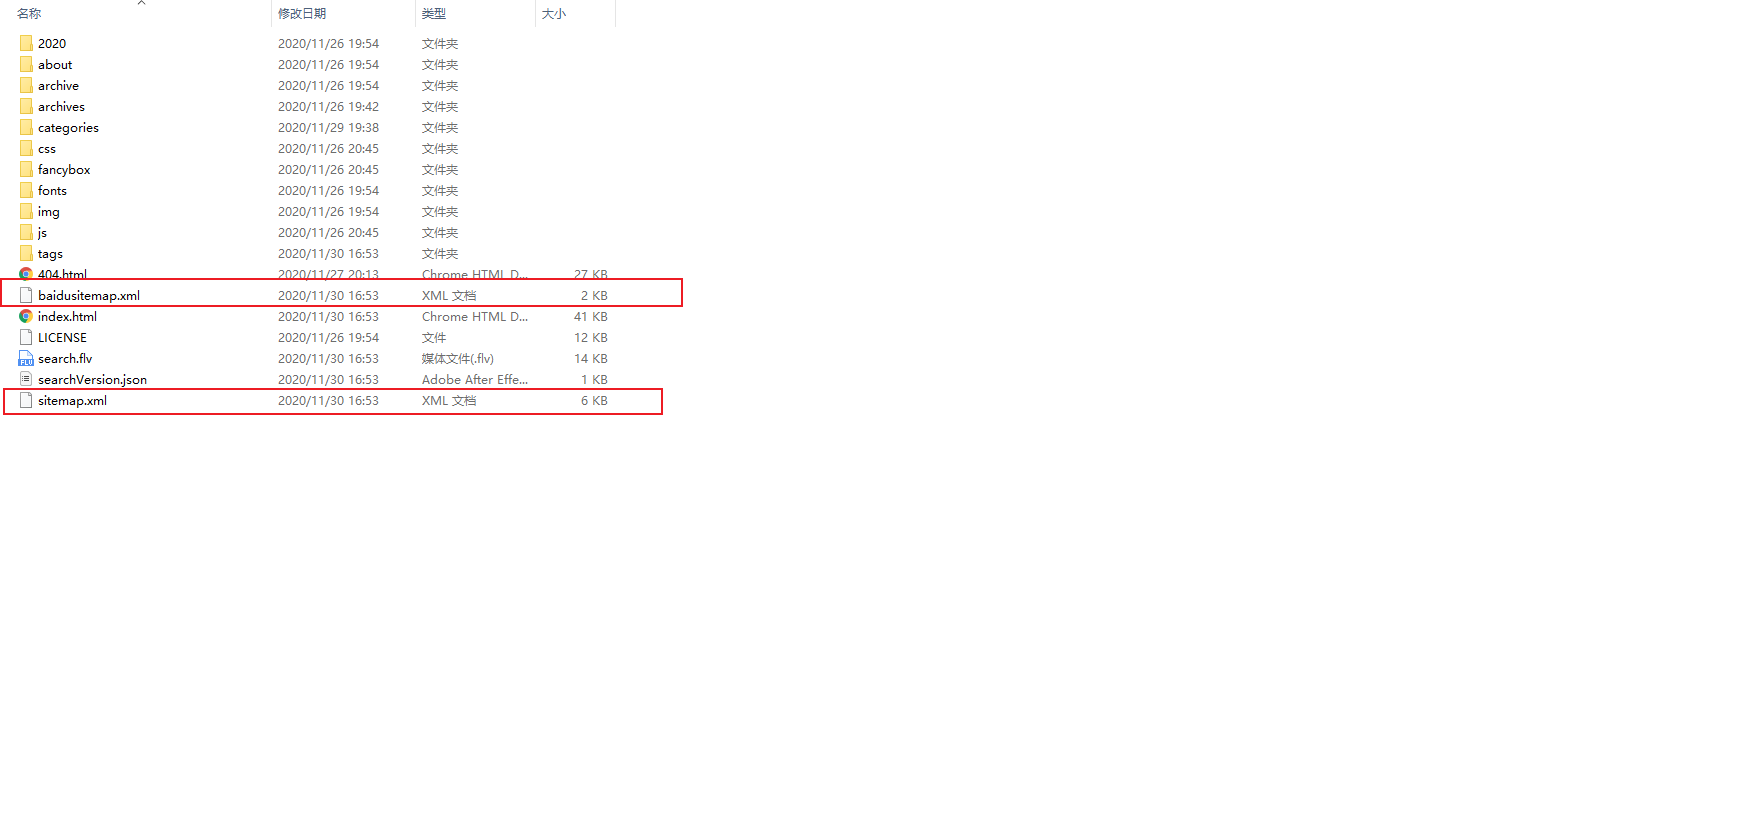 名称 修改日期 类型 大小
2020 2020/11/26 19:54 文件夹
about 2020/11/26 19:54 文件夹
archive 2020/11/26 19:54 文件夹
archives 2020/11/26 19:42 文件夹
categories 2020/11/29 19:38 文件夹
css 2020/11/26 20:45 文件夹
fancybox 2020/11/26 20:45 文件夹
fonts 2020/11/26 19:54 文件夹
img 2020/11/26 19:54 文件夹
js 2020/11/26 20:45 文件夹
tags 2020/11/30 16:53 文件夹
404.html 2020/11/27 20:13 Chrome HTML D... 27 KB
baidusitemap.xml 2020/11/30 16:53 XML 文档 2 KB
index.html 2020/11/30 16:53 Chrome HTML D... 41 KB
LICENSE 2020/11/26 19:54 文件 12 KB
search.flv 2020/11/30 16:53 媒体文件(.flv) 14 KB
searchVersion.json 2020/11/30 16:53 Adobe After Effe... 1 KB
sitemap.xml 2020/11/30 16:53 XML 文档 6 KB